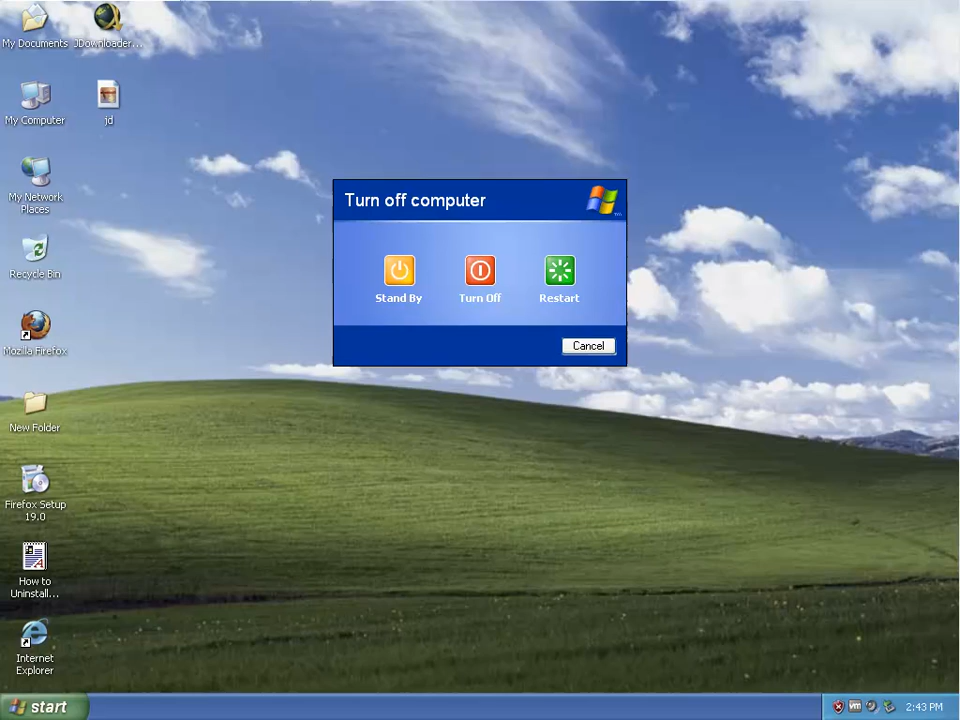 My Documents
JDownloader...
My Computer
jd
My Network
Places
Recycle Bin
Mozilla Firefox
New Folder
Firefox Setup
19.0
How to
Uninstall...
Internet
Explorer
Turn off computer
Stand By
Turn Off
Restart
Cancel
start
2:43 PM